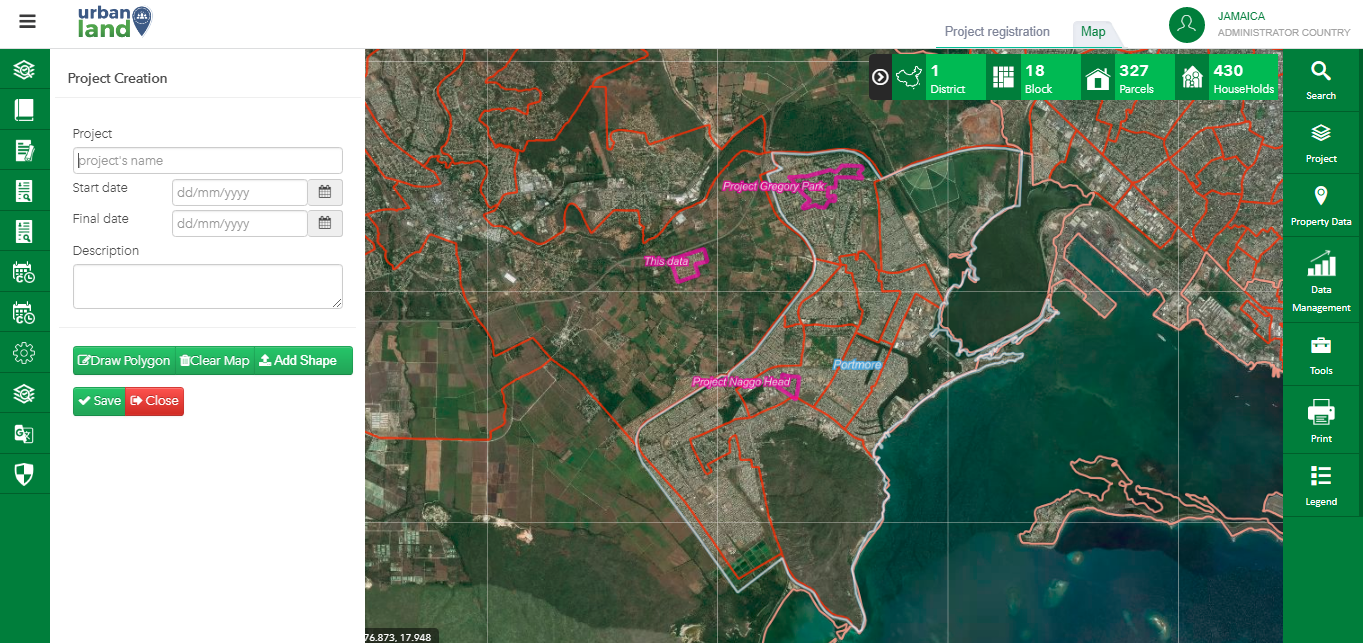 urban
land
Project registration
Map
JAMAICA
ADMINISTRATOR COUNTRY
Project Creation
Project
project's name
Start date
dd/mm/yyyy
Final date
dd/mm/yyyy
Description
Draw Polygon
Clear Map
Add Shape
Save
Close
1
District
18
Block
327
Parcels
430
HouseHolds
Project Gregory Park
This data
Portmore
Project Naggo Head
76.873, 17.948
Search
Project
Property Data
Data
Management
Tools
Print
Legend